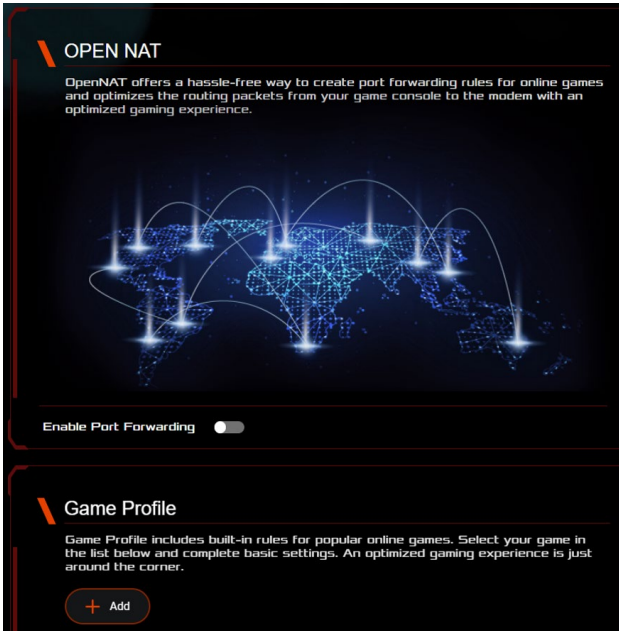 OPEN NAT
OpenNAT offers a hassle-free way to create port forwarding rules for online games
and optimizes the routing packets from your game console to the modem with an
optimized gaming experience.
Enable Port Forwarding
Game Profile
Game Profile includes built-in rules for popular online games. Select your game in
the list below and complete basic settings. An optimized gaming experience is just
around the corner.
Add